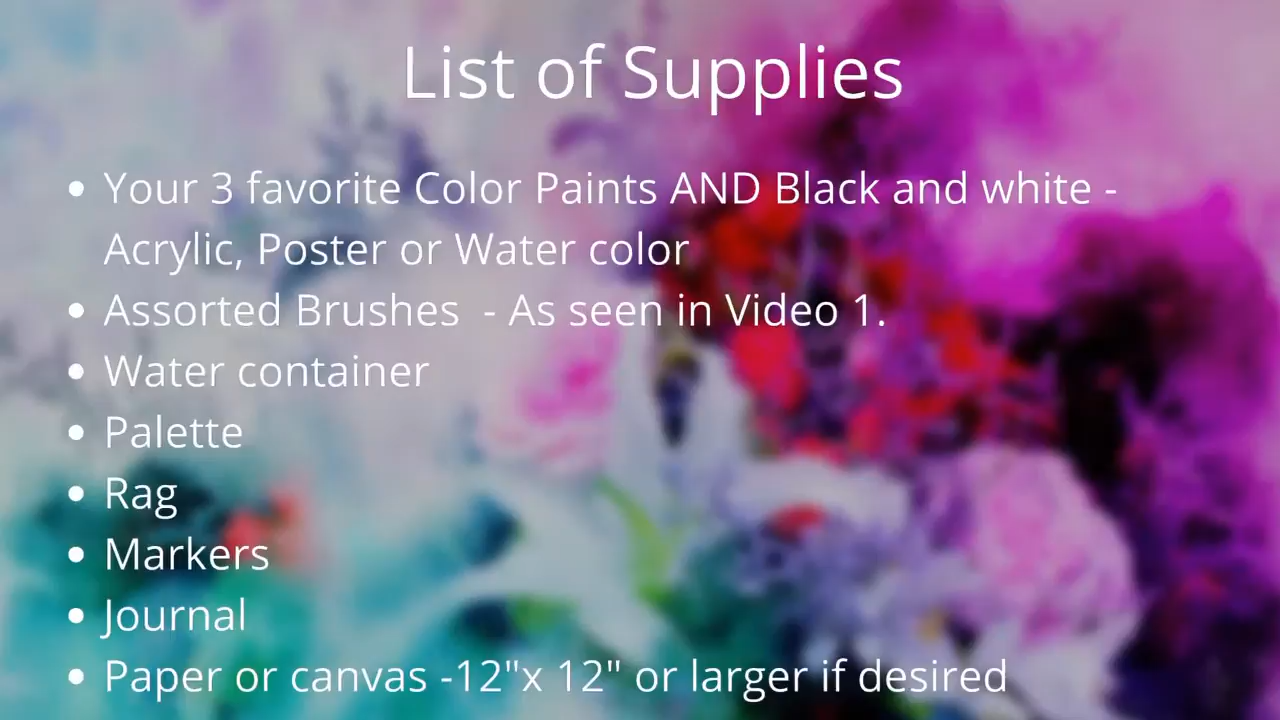 List of Supplies
• Your 3 favorite Color Paints AND Black and white -
Acrylic, Poster or Water color
• Assorted Brushes  - As seen in Video 1.
• Water container
• Palette
• Rag
• Markers
• Journal
• Paper or canvas -12"x 12" or larger if desired